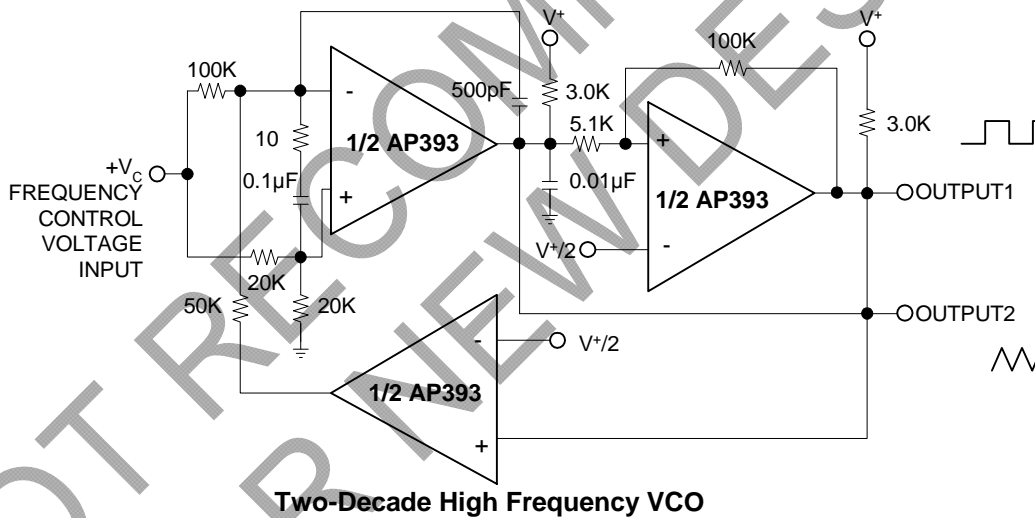 V+
V+
100K
100K
500pF
3.0K
-
5.1K
+
3.0K
10
1/2 AP393
+VC
0.1µF
0.01µF
FREQUENCY
CONTROL
VOLTAGE
INPUT
+
1/2 AP393
OUTPUT1
V+/2
-
20K
50K
20K
OUTPUT2
-
V+/2
1/2 AP393
+
Two-Decade High Frequency VCO